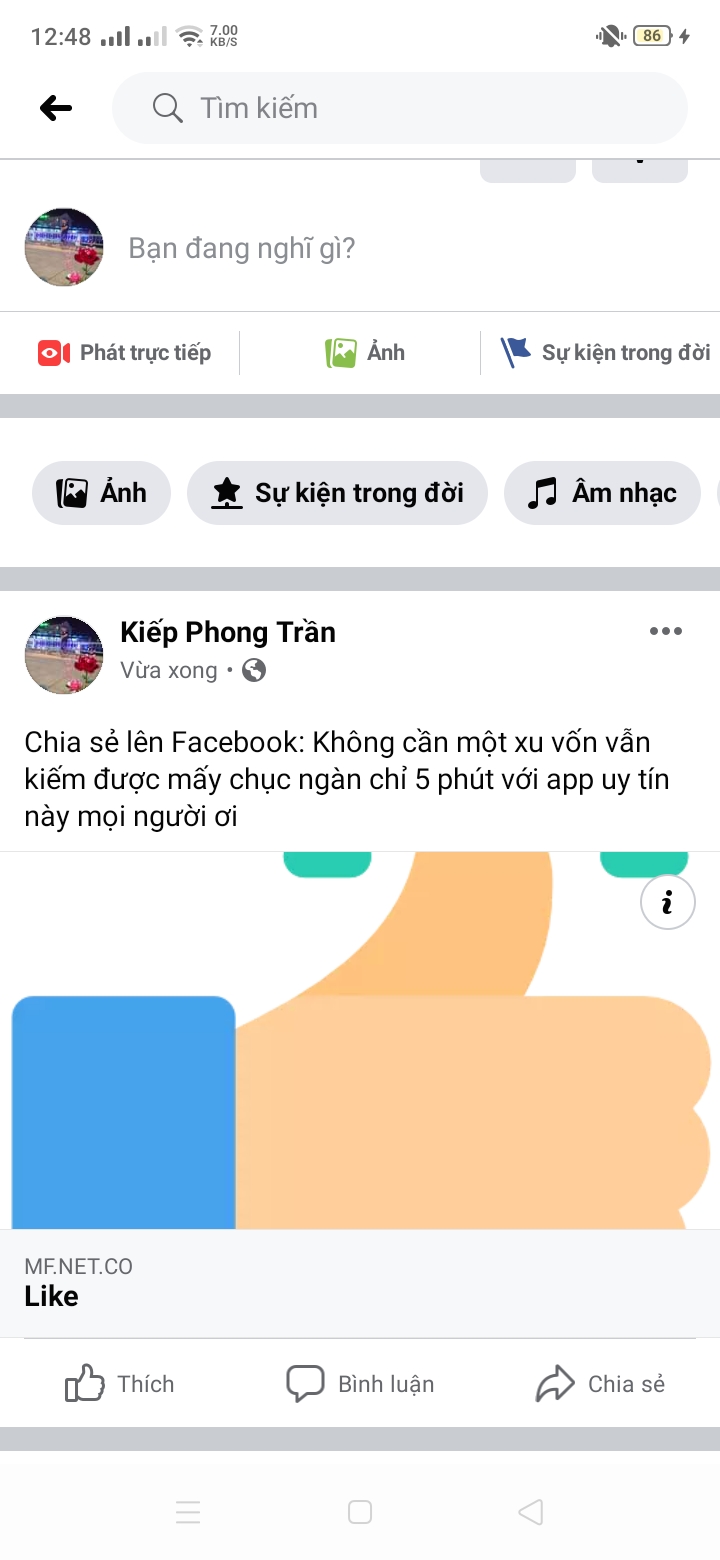 12:48
7.00
KB/S
86
Tìm kiếm
Bạn đang nghĩ gì?
Phát trực tiếp
Ảnh
Sự kiện trong đời
Ảnh
Sự kiện trong đời
Âm nhạc
Kiếp Phong Trần
Vừa xong •
Chia sẻ lên Facebook: Không cần một xu vốn vẫn
kiếm được mấy chục ngàn chỉ 5 phút với app uy tín
này mọi người ơi
i
MF.NET.CO
Like
Thích
Bình luận
Chia sẻ